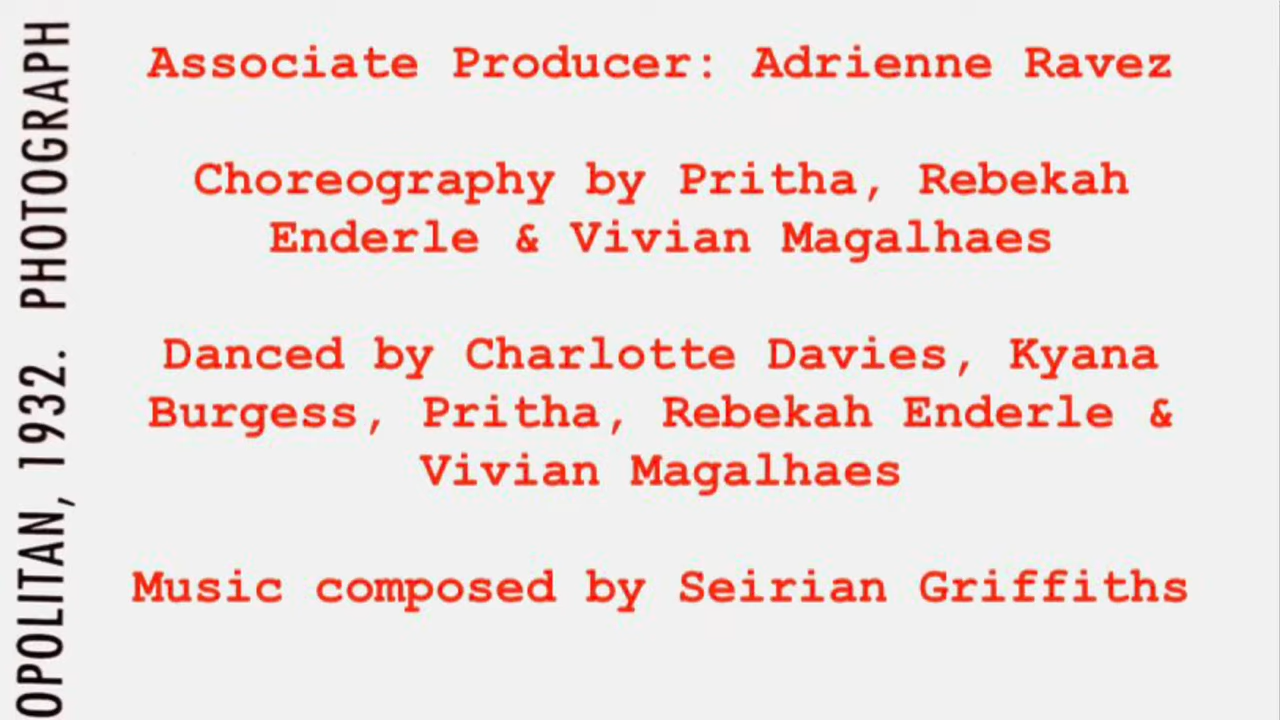 OPOLITAN, 1932. PHOTOGRAPH
Associate Producer: Adrienne Ravez
Choreography by Pritha, Rebekah
Enderle & Vivian Magalhaes
Danced by Charlotte Davies, Kyana
Burgess, Pritha, Rebekah Enderle &
Vivian Magalhaes
Music composed by Seirian Griffiths